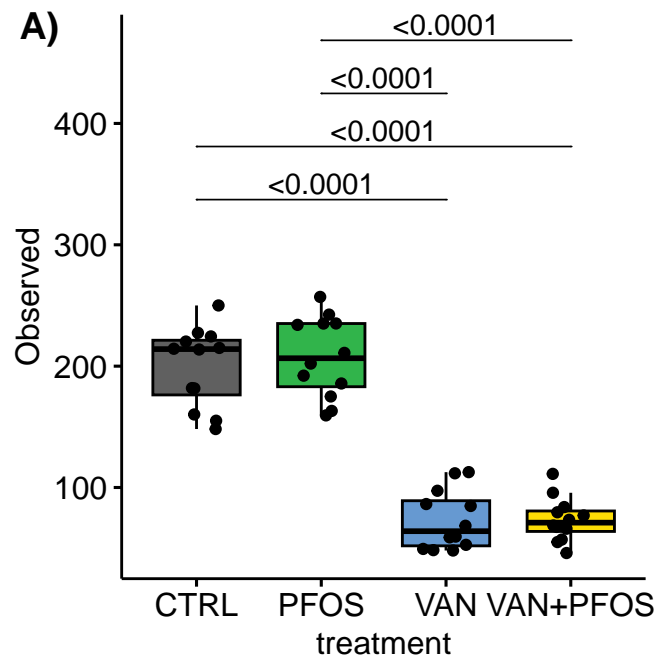 A)
<0.0001
<0.0001
<0.0001
<0.0001
400
300
200
100
Observed
CTRL PFOS VAN VAN+PFOS
treatment